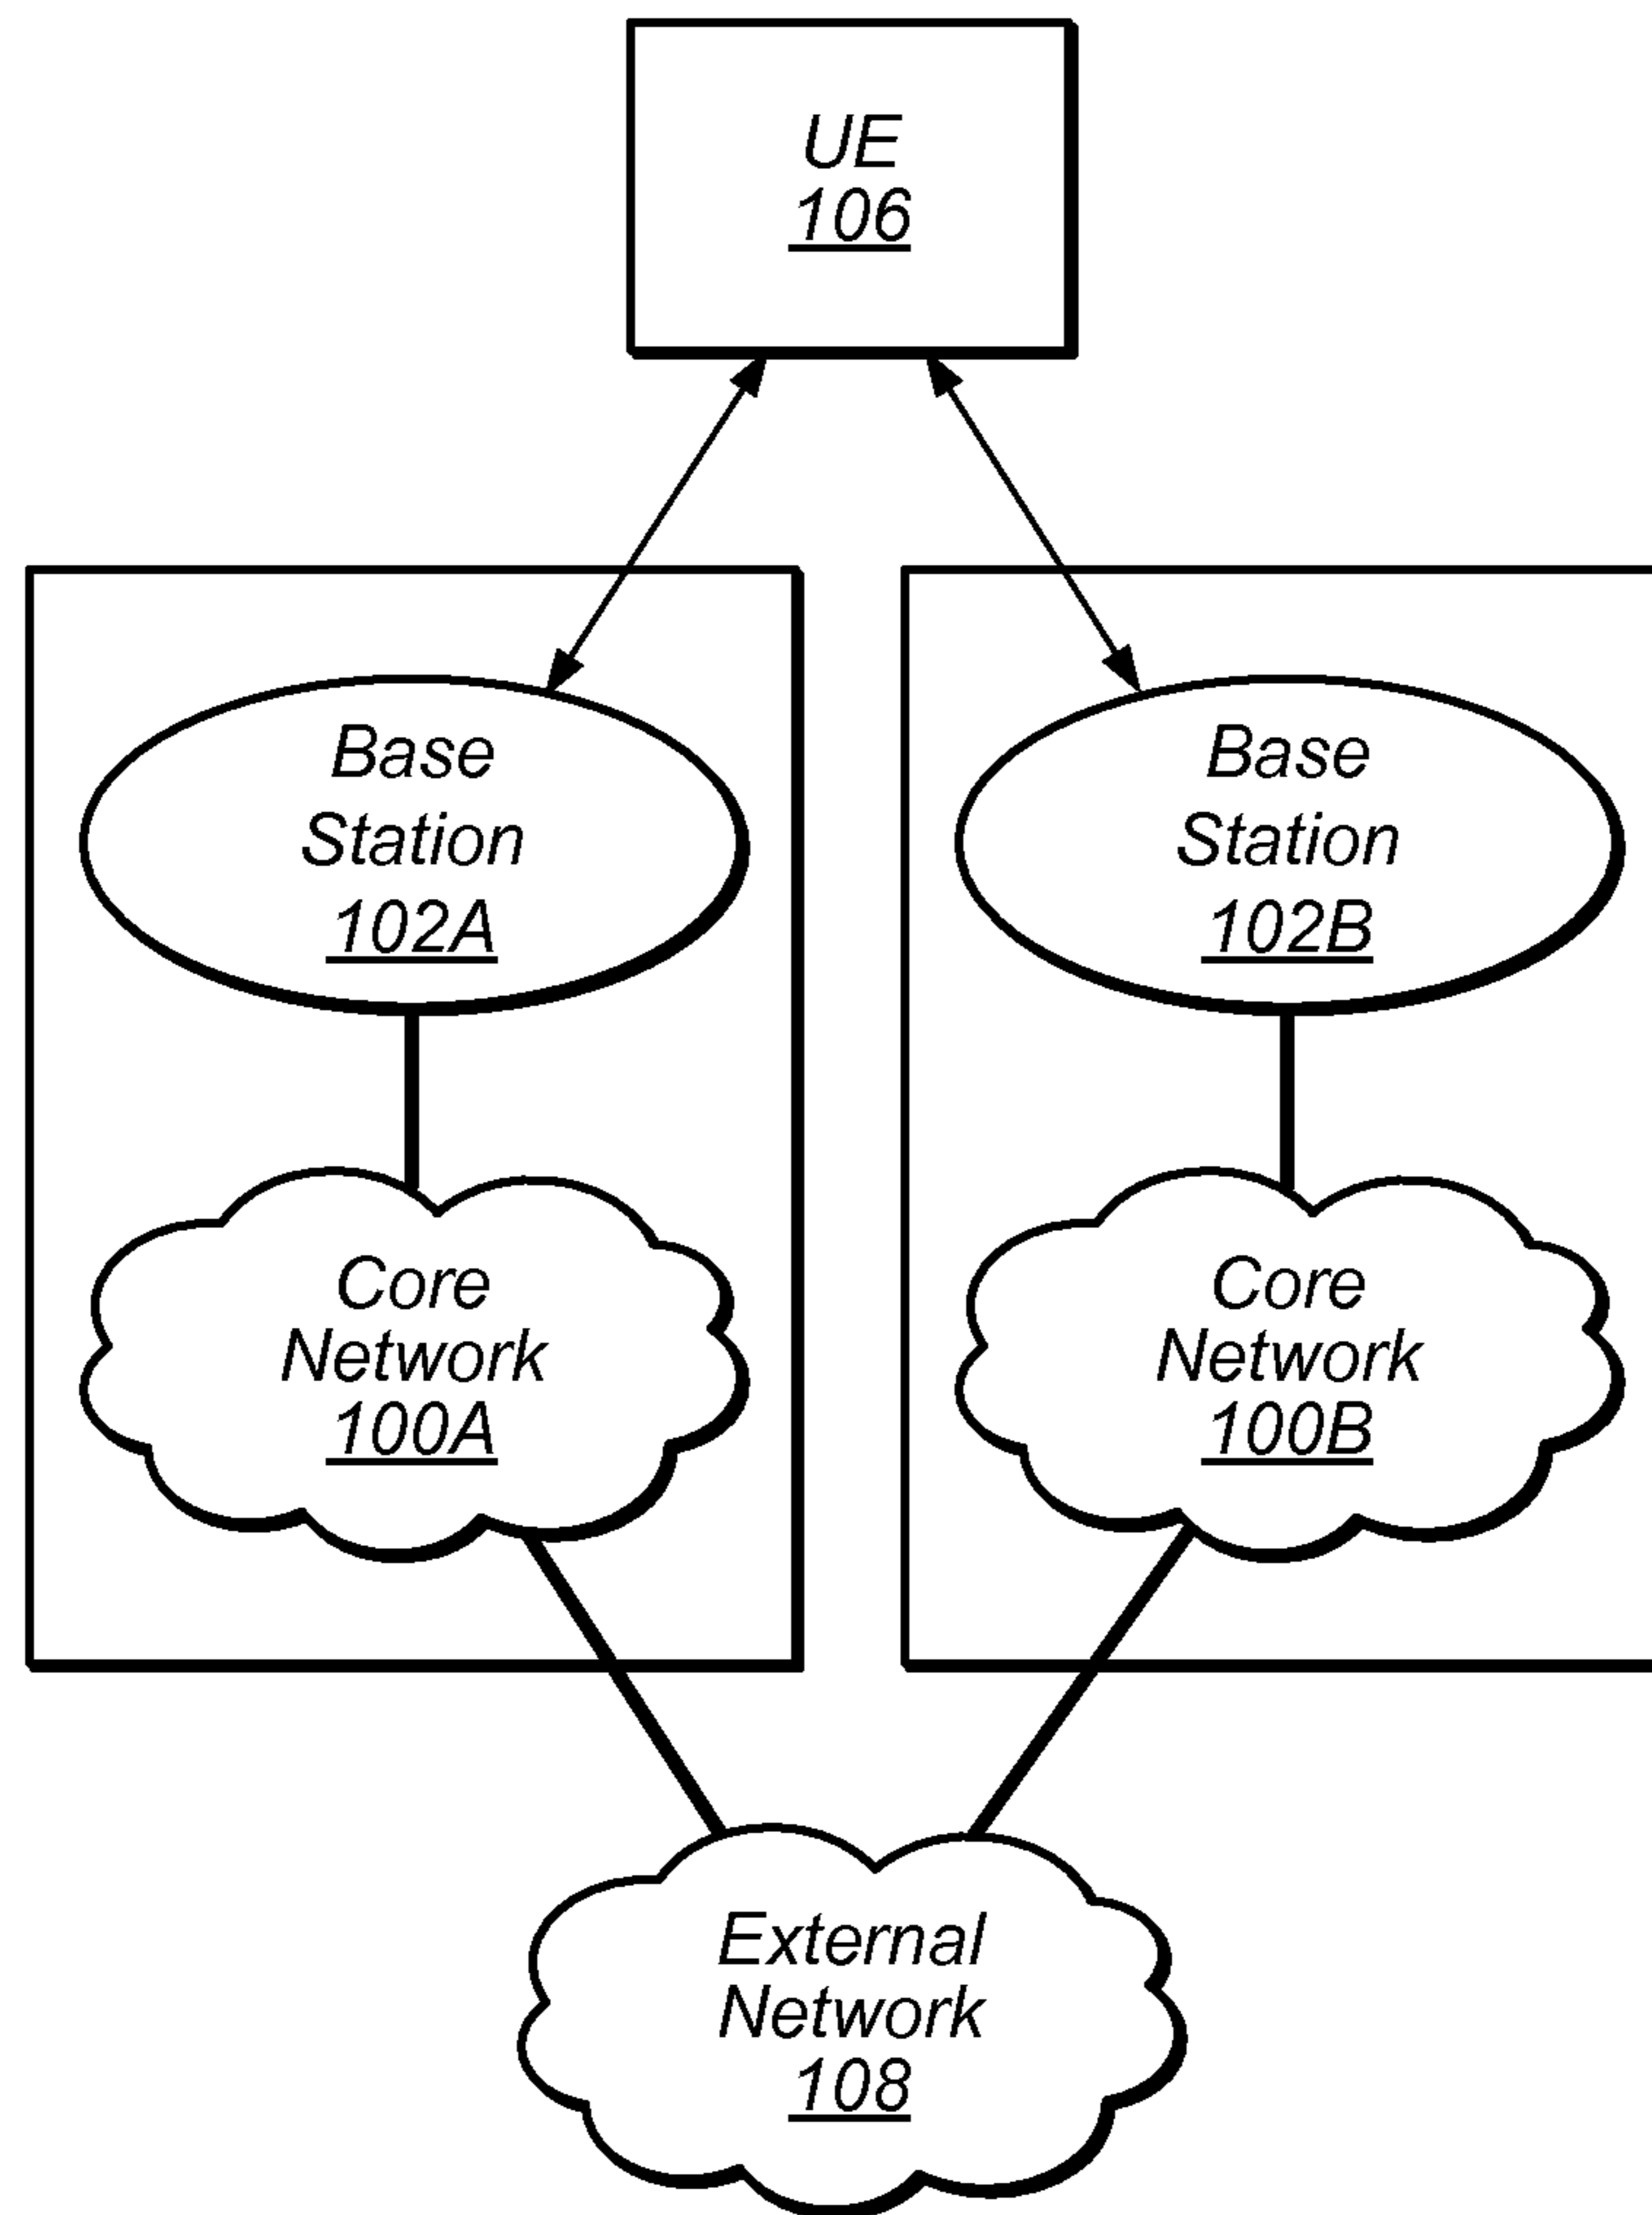 UE
106
Base
Station
102A
Base
Station
102B
Core
Network
100A
Core
Network
100B
External
Network
108